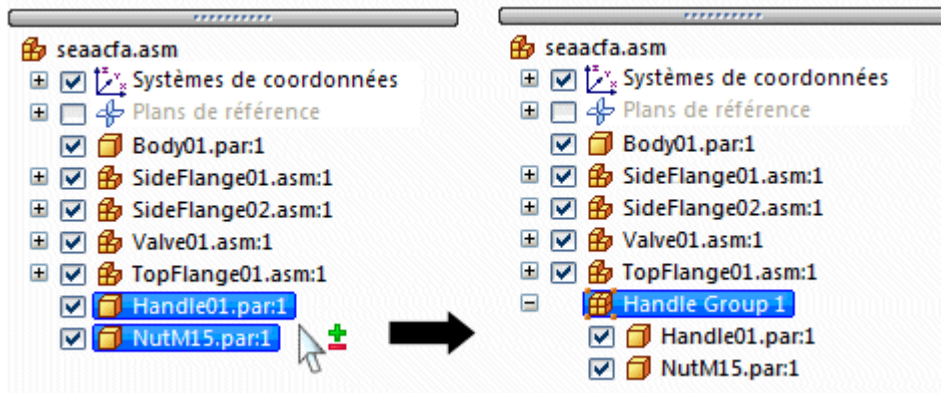 seaacfa.asm
Systèmes de coordonnées
Plans de référence
Body01.par:1
SideFlange01.asm:1
SideFlange02.asm:1
Valve01.asm:1
TopFlange01.asm:1
Handle01.par:1
NutM15.par:1
seaacfa.asm
Systèmes de coordonnées
Plans de référence
Body01.par:1
SideFlange01.asm:1
SideFlange02.asm:1
Valve01.asm:1
TopFlange01.asm:1
Handle Group 1
Handle01.par:1
NutM15.par:1